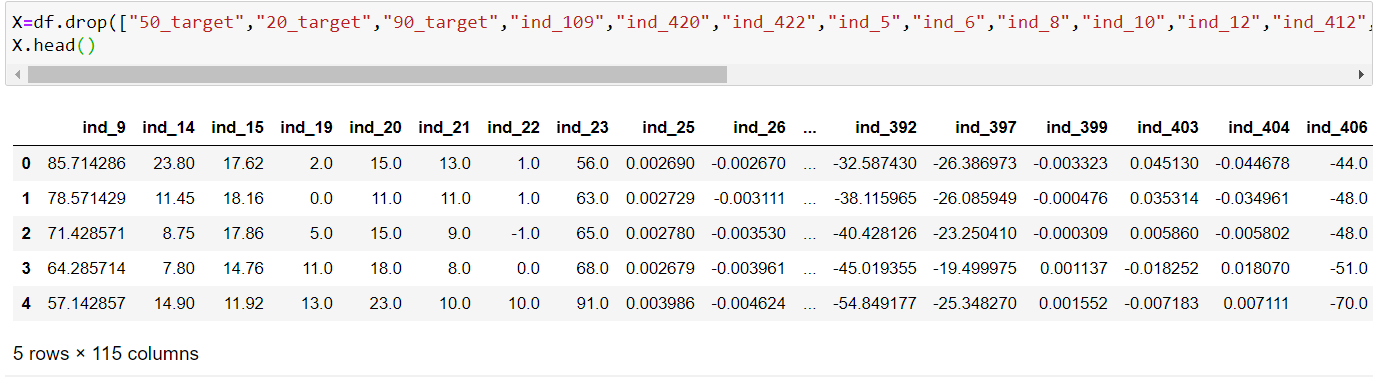 X=df.drop(["50_target","20_target","90_target","ind_109","ind_420","ind_422","ind_5","ind_6","ind_8","ind_10","ind_12","ind_412",
X.head()
ind_9 ind_14 ind_15 ind_19 ind_20 ind_21 ind_22 ind_23 ind_25 ind_26 ... ind_392 ind_397 ind_399 ind_403 ind_404 ind_406
0 85.714286 23.80 17.62 2.0 15.0 13.0 1.0 56.0 0.002690 -0.002670 ... -32.587430 -26.386973 -0.003323 0.045130 -0.044678 -44.0
1 78.571429 11.45 18.16 0.0 11.0 11.0 1.0 63.0 0.002729 -0.003111 ... -38.115965 -26.085949 -0.000476 0.035314 -0.034961 -48.0
2 71.428571 8.75 17.86 5.0 15.0 9.0 -1.0 65.0 0.002780 -0.003530 ... -40.428126 -23.250410 -0.000309 0.005860 -0.005802 -48.0
3 64.285714 7.80 14.76 11.0 18.0 8.0 0.0 68.0 0.002679 -0.003961 ... -45.019355 -19.499975 0.001137 -0.018252 0.018070 -51.0
4 57.142857 14.90 11.92 13.0 23.0 10.0 10.0 91.0 0.003986 -0.004624 ... -54.849177 -25.348270 0.001552 -0.007183 0.007111 -70.0
5 rows × 115 columns